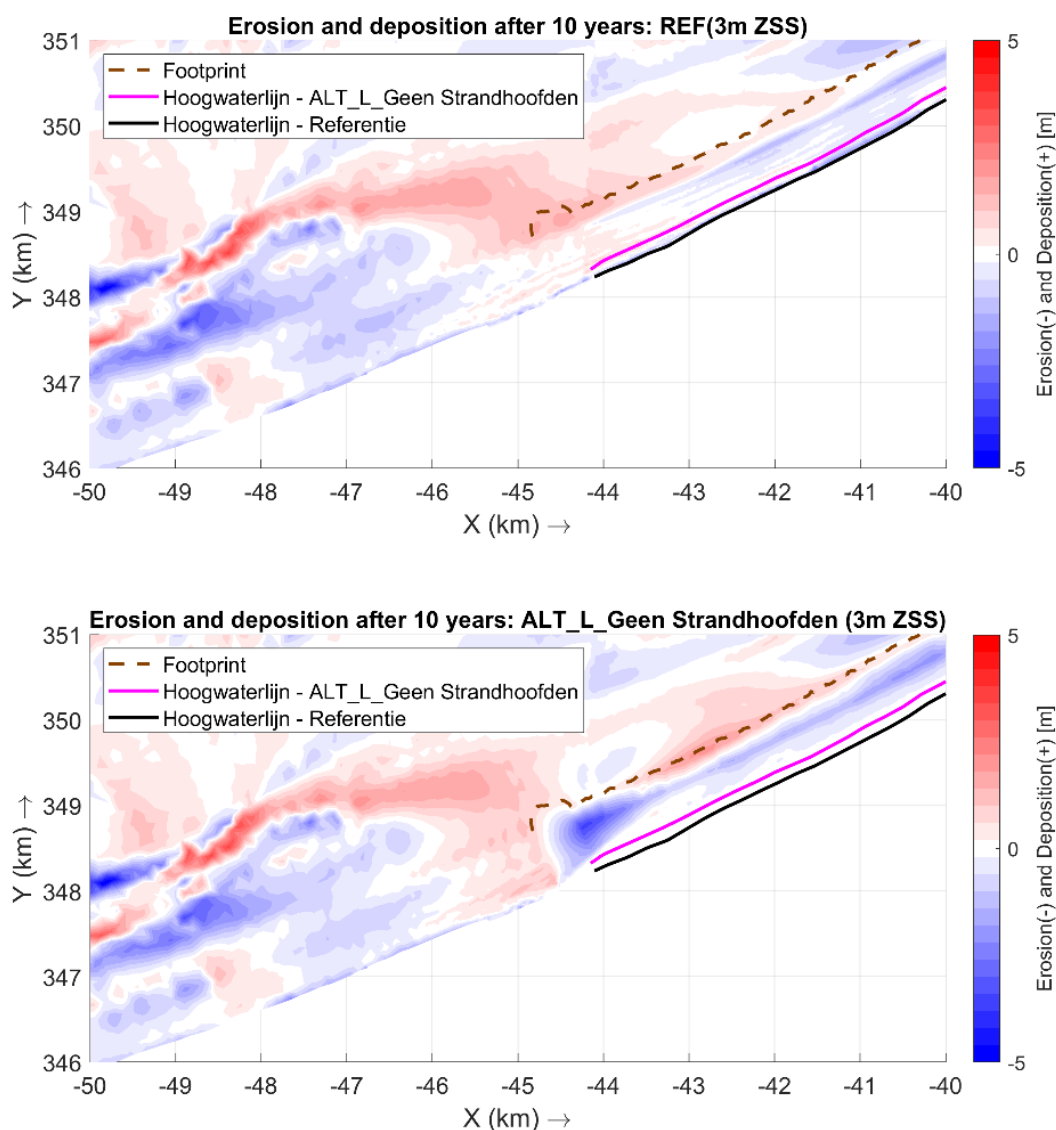 Erosion and deposition after 10 years: REF(3m ZSS)
Footprint
Hoogwaterlijn - ALT_L_Geen Strandhoofden
Hoogwaterlijn - Referentie
351
350
349
348
347
346
Y (km) →
-50 -49 -48 -47 -46 -45 -44 -43 -42 -41 -40
X (km) →
5
0
-5
Erosion(-) and Deposition(+) [m]
Erosion and deposition after 10 years: ALT_L_Geen Strandhoofden (3m ZSS)
Footprint
Hoogwaterlijn - ALT_L_Geen Strandhoofden
Hoogwaterlijn - Referentie
351
350
349
348
347
346
Y (km) →
-50 -49 -48 -47 -46 -45 -44 -43 -42 -41 -40
X (km) →
5
0
-5
Erosion(-) and Deposition(+) [m]